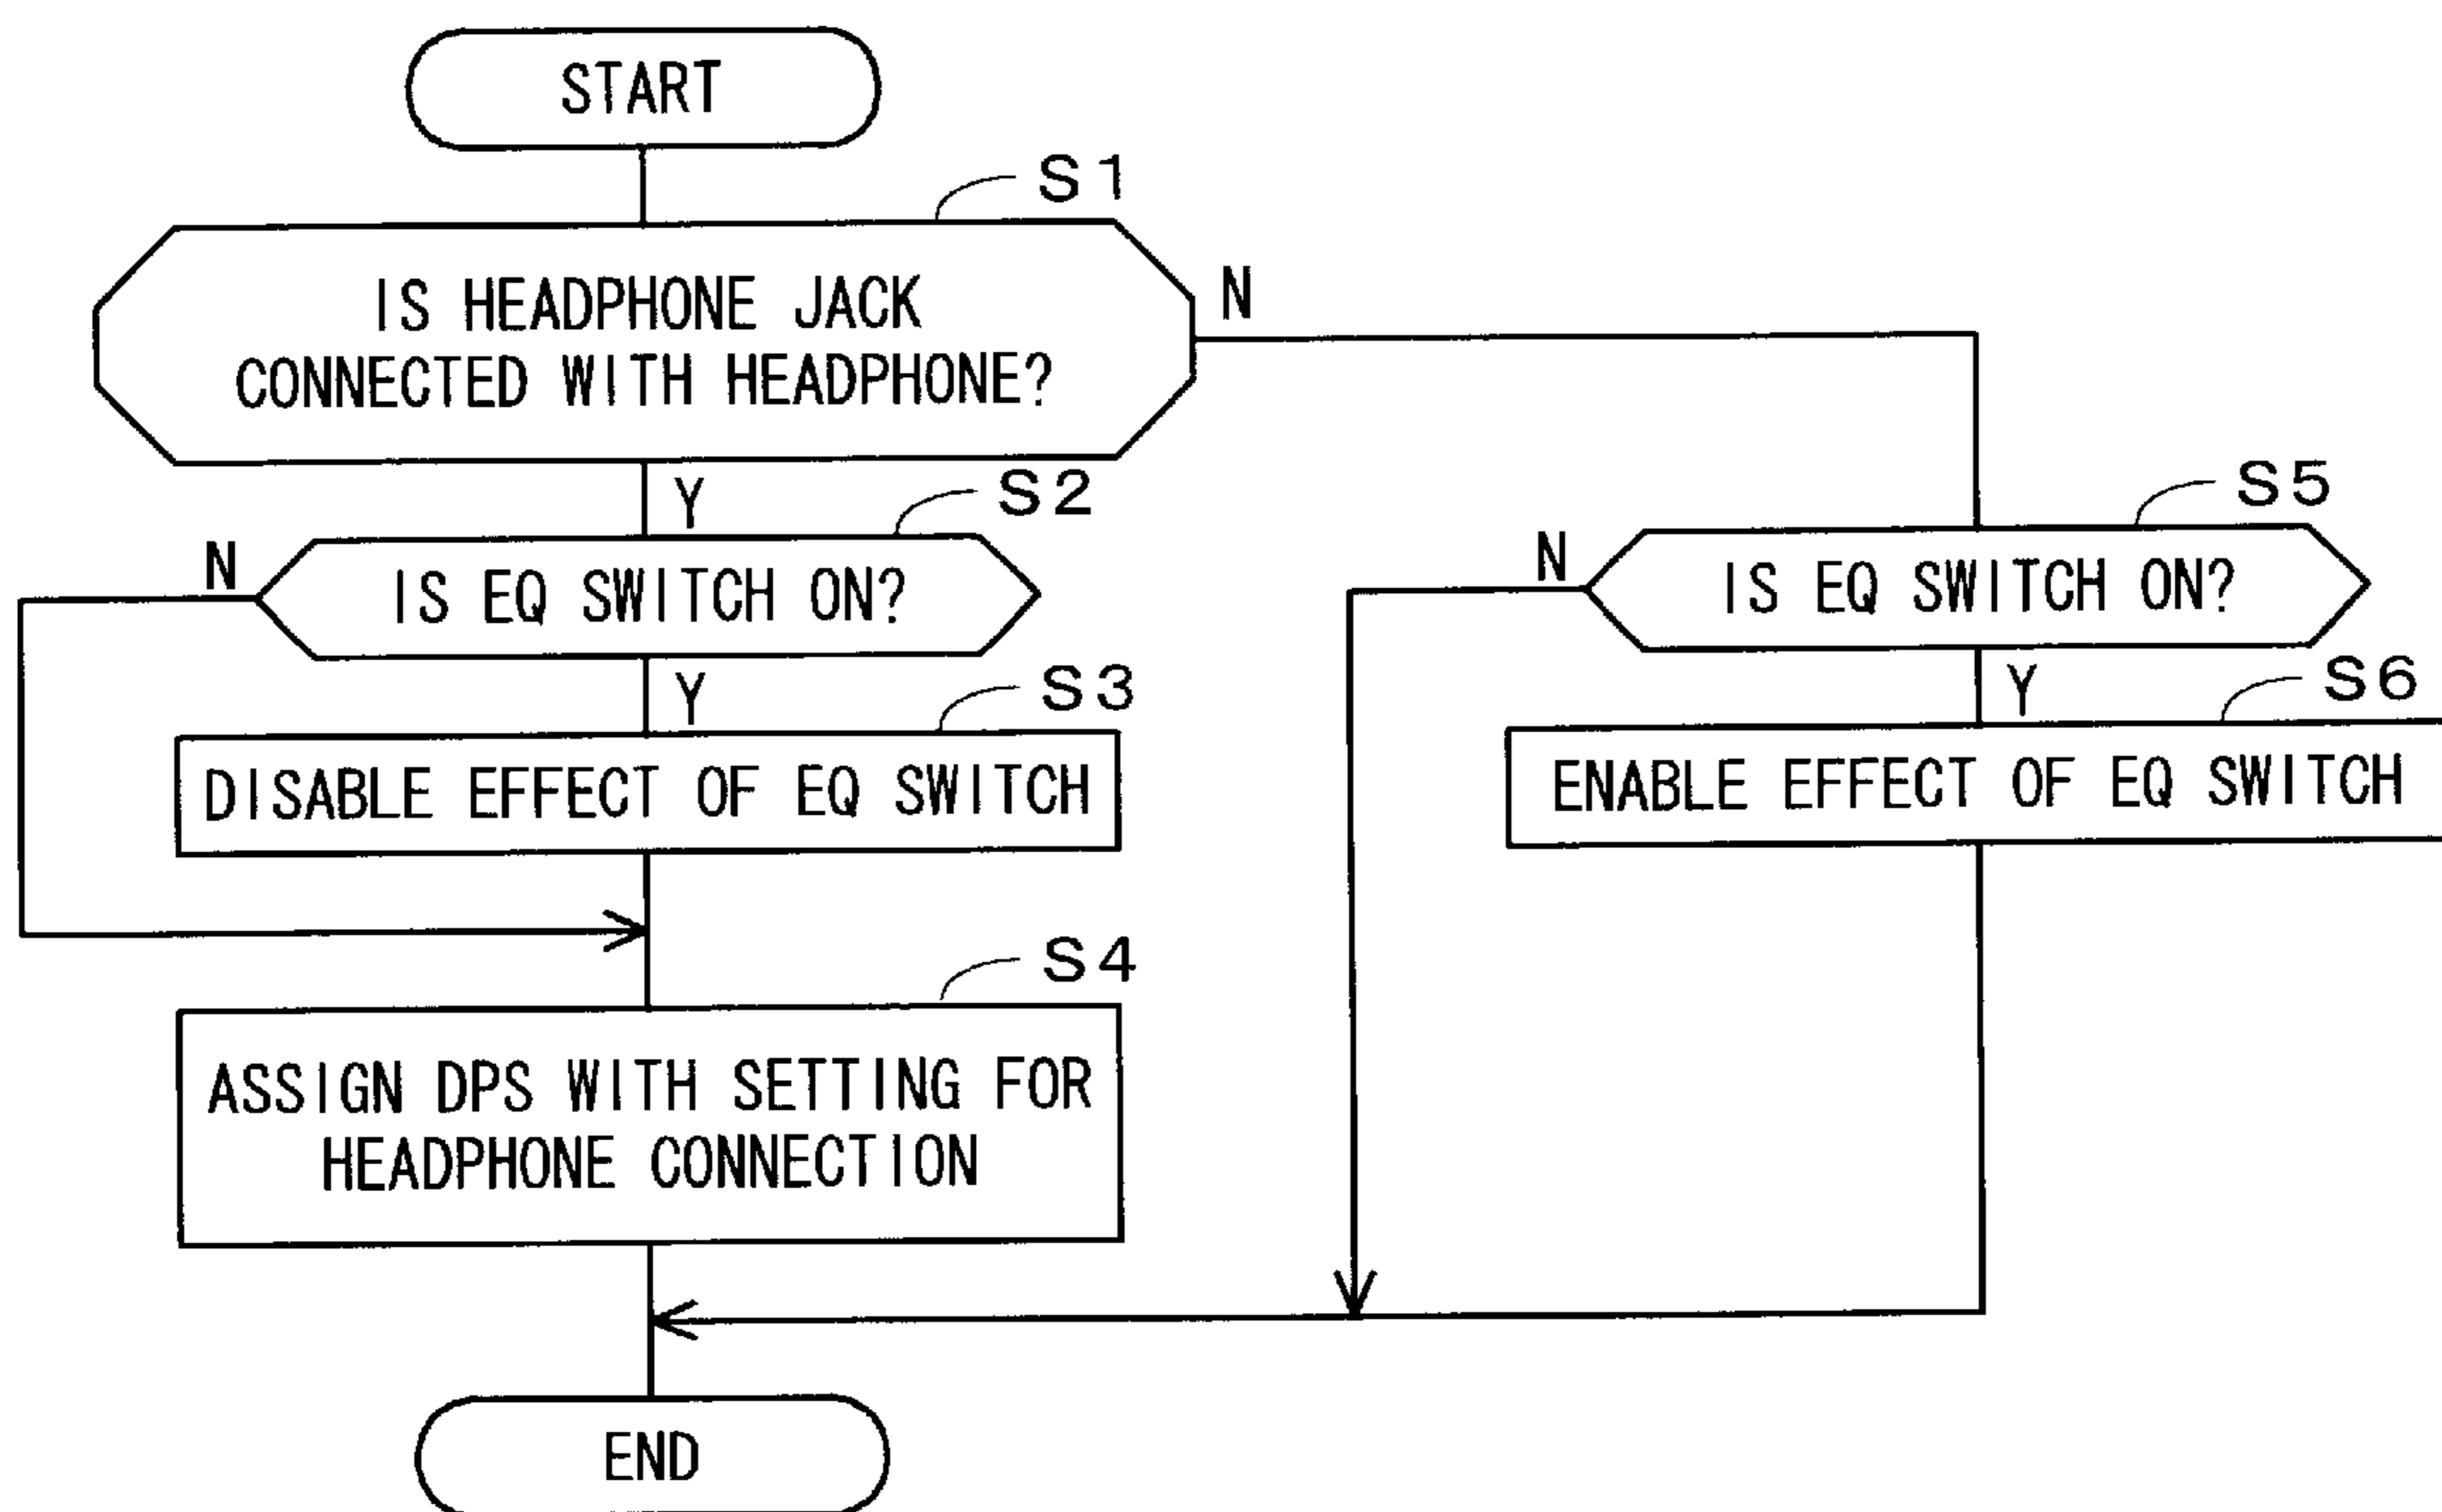 START
S1
IS HEADPHONE JACK
CONNECTED WITH HEADPHONE?
N
Y
S2
N
IS EQ SWITCH ON?
Y
S3
DISABLE EFFECT OF EQ SWITCH
S4
ASSIGN DPS WITH SETTING FOR
HEADPHONE CONNECTION
S5
N
IS EQ SWITCH ON?
Y
S6
ENABLE EFFECT OF EQ SWITCH
END